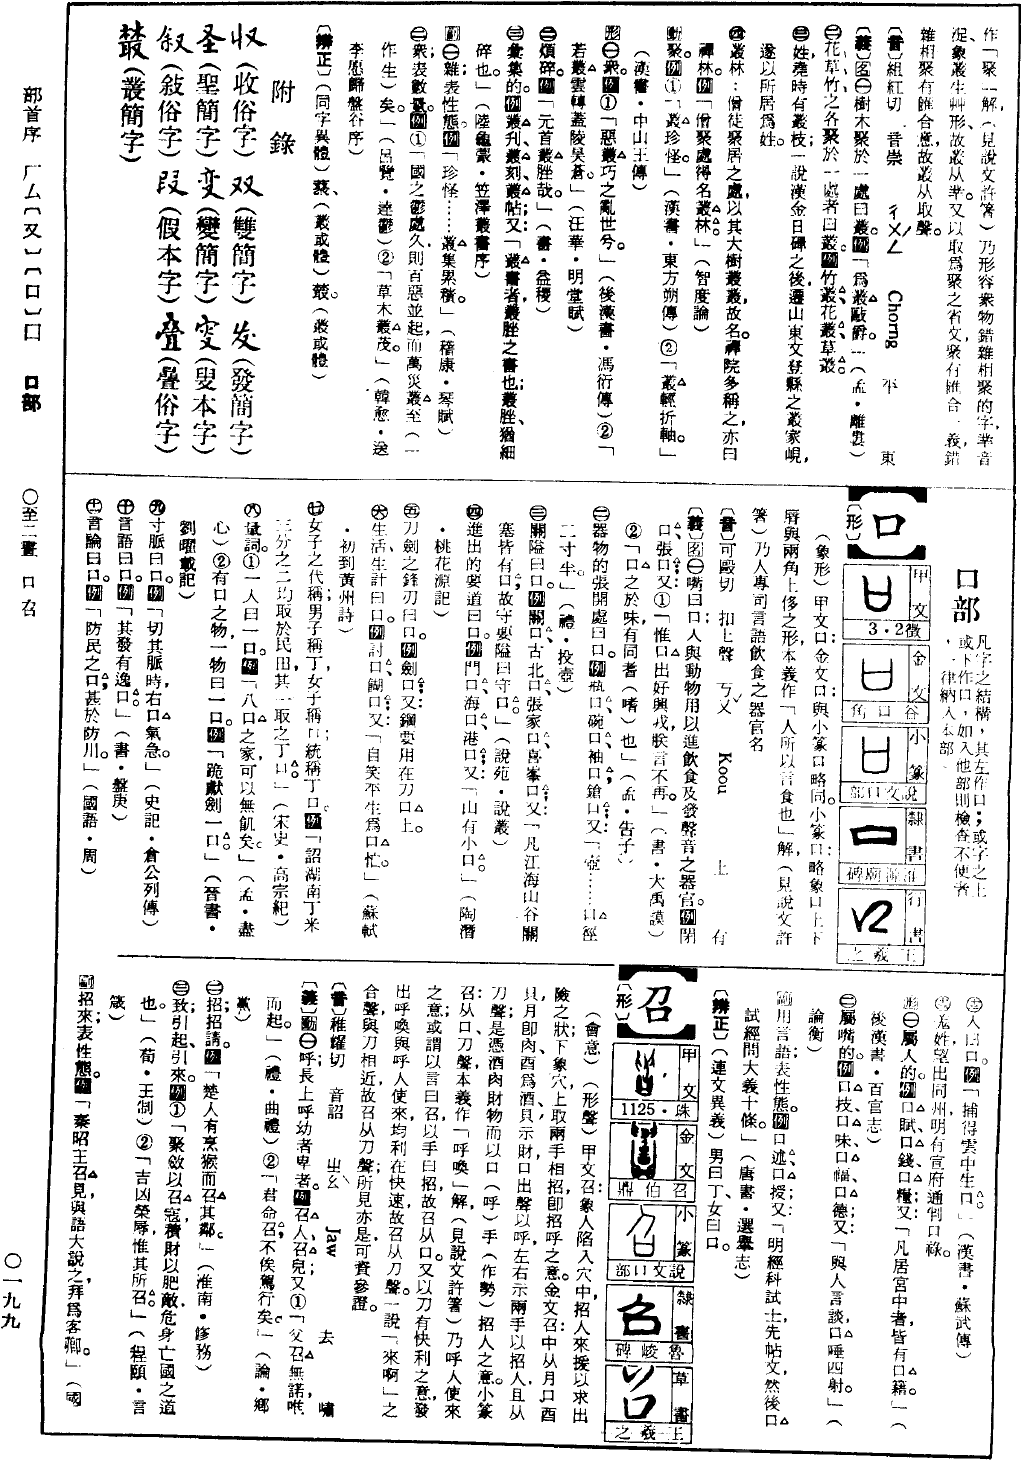 作「聚」解（見說文許箸）乃形容衆物錯雜相聚的字丵音
浞象叢生艸形故叢从丵又以取爲聚之省文聚有匯合一義錯
雜相聚有匯合意故叢从取聲。
〔音〕組紅切　音崇　ㄔㄨㄥˊ　Chorng　平　東
〔義〕㊔㊀樹木聚於一處曰叢。例「爲叢敺爵」（孟・離婁）
㊁花草竹之各聚於一處者曰叢。例竹叢、花叢、草叢。
㊂姓堯時有叢枝；一說漢金日磾之後，遷山東文登縣之叢家峴，
遂以所居爲姓。
㊃叢林：僧徒聚居之處，以其大樹叢叢，故名。禪院多稱之，亦曰
禪林。例「僧聚處得名叢林」（智度論）
動聚。例①「叢珍怪。」（漢書・東方朔傳）②「叢輕折軸。」
（漢書・中山王傳）
形㊀衆。例①「惡叢巧之亂世兮。」（後漢書・馮衍傳）②「
若叢雲轉蓋陵吳蒼。」（汪華・明堂賦）
㊁煩碎。例「元首叢脞哉。」（書・益稷）
㊂彙集的。例叢刋、叢刻、叢帖；又「叢書者叢脞之書也叢脞猶細
碎也。」（陸龜蒙・笠澤叢書序）
副㊀雜：表性態。例「珍怪……叢集累積。」（嵇康・琴賦）
㊁衆：表數量。例①「國之鬱處久，則百惡並起，而萬災叢至（一
作生）矣。」（呂覽・達鬱）②「草木叢茂。」（韓愈・送
李愿歸盤谷序）
〔辨正〕（同字異體）藂、（叢或體）菆。（叢或體）
附錄
収（收俗字）双（雙簡字）发（發簡字）
圣（聖簡字）变（變簡字）叟（叟本字）
叙（敍俗字）叚（假本字）叠（疊俗字）
叢（叢簡字）
口部　凡字之結構，其左作口；或字之上
或下作口，如入他部則檢查不便者
，一律納入本部
【口】
〔形〕
甲文　3・2徵
金文　谷口角
小篆　說文口部
隸書　碑
行書　王羲之
（象形）甲文口：金文口與小篆口略同。小篆口：略象口上下
脣與兩角上侈之形，本義作「人所以言食也」解（見說文許
箸）乃人專司言語飲食之器官名
〔音〕可毆切　扣上聲　ㄎㄡˇ　Koou　上　有
〔義〕㊔㊀嘴曰口：人與動物用以進飲食及發聲音之器官。例閉
口、張口；又①「惟口出好興戎，朕言不再。」（書・大禹謨）
②「口之於味有同耆（嗜）也」（孟・告子）
㊁器物的張開處曰口。例瓶口、碗口、袖口、鎗口；又「壺……口徑
二寸半。」（禮・投壺）
㊂關隘曰口。例關口、古北口、張家口、喜峯口；又「凡江海山谷關
塞皆有口，故守要隘曰守口。」（說苑・說叢）
㊃進出的要道曰口。例門口、海口、港口；又「山有小口。」（陶潛
・桃花源記）
㊄刀劍之鋒刃曰口。例劍口；又鋼要用在刀口上。
㊅生活、生計曰口。例討口、餬口；又「自笑平生爲口忙。」（蘇軾
・初到黃州詩）
㊆女子之代稱；男子稱丁，女子稱口，統稱丁口。例「詔湖南丁米
三分之二均取於民田，其一取之丁口。」（宋史・高宗紀）
㊇量詞。①一人曰一口。例「八口之家可以無飢矣。」（孟・盡
心）②有口之物一物曰一口。例「跪獻劍一口。」（晉書・
劉曜載記）
㊈寸脈曰口。例「切其脈時右口氣急。」（史記・倉公列傳）
㊉言語曰口。例「其發有逸口。」（書・盤庚）
㊉㊀言論曰口。例「防民之口，甚於防川。」（國語・周）
人曰口。例「捕得雲中生口。」（漢書・蘇武傳）
姓望出同州，明有宣府通判口祿。
形㊀屬人的。例口賦、口錢、口糧；又「凡居宮中者，皆有口籍。」（
後漢書・百官志）
㊁屬嘴的。例口技、口味、口福、口德；又「與人言談，口唾四射。」（
論衡）
副用言語：表性態。例口述、口授；又「明經科試士先帖文，然後口
試經問大義十條。」（唐書・選舉志）
〔辨正〕（連文異義）男曰丁，女曰口。
【召】
〔形〕
甲文　1125・珠
金文　召伯鼎
小篆　說文口部
隸書　魯峻碑
草書　王羲之
（會意）（形聲）甲文召象人陷入穴中，招人來援以求出
險之狀；下象穴，上取兩手相招即招呼之意。金文召中从月口酉
貝，月即肉，酉爲酒，貝示財，口出聲以呼，左右示兩手以招人；且从
刀聲，是憑酒肉財物而以口（呼）手（作勢）招人之意。小篆
召从口刀聲，本義作「呼喚」解（見說文許箸）乃呼人使來
之意。或謂以言曰召，以手曰招，故召从口；又以刀有快利之意，發
出呼喚與呼人使來均利在快速，故召从刀聲。一說「來啊」之
合聲與刀相近，故召从刀聲。所見亦是可資參證。
〔音〕稚耀切　音詔　ㄓㄠˋ　Jaw　去　嘯
〔義〕動㊀呼：長上呼幼者卑者。例召人、召兒；又①「父召無諾，唯
而起。」（禮・曲禮）②「君命召，不俟駕行矣。」（論・鄉
黨）
㊁招、招請。例「楚人有烹猴而召其鄰。」（淮南・修務）
㊂致、引起、引來。例①「聚斂以召寇，積財以肥敵，危身亡國之道
也。」（荀・王制）②「吉凶榮辱，惟其所召。」（程頤・言
箴）
副招來：表性態。例「秦昭王召見，與語，大說之，拜爲客卿。」（國
部首序　厂厶〔又〕〔口〕囗　口部　○至二畫　口召　○一九九